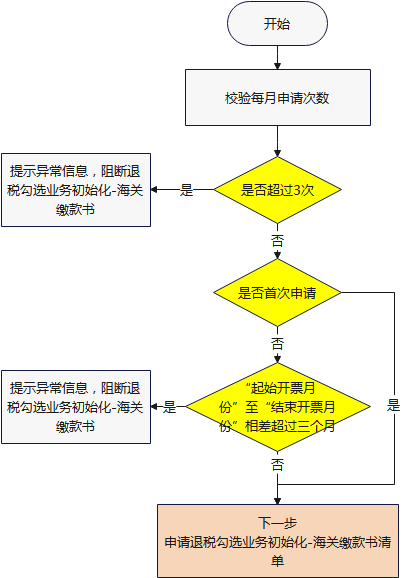 开始
校验每月申请次数
提示异常信息，阻断退
税勾选业务初始化-海关
缴款书
是
是否超过3次
否
是否首次申请
否
是
提示异常信息，阻断退
税勾选业务初始化-海关
缴款书
是
“起始开票月
份”至“结束开票月
份”相差超过三个月
否
下一步
申请退税勾选业务初始化-海关缴款书清
单